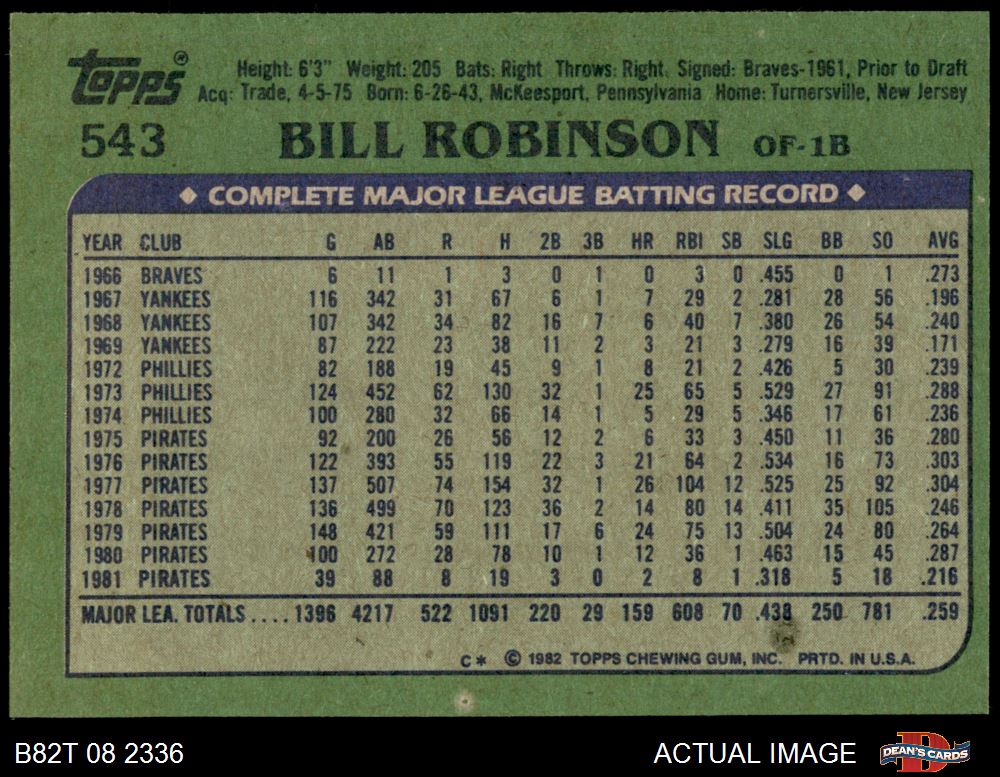 topps®
Height: 6'3" Weight: 205 Bats: Right Throws: Right Signed: Braves-1961, Prior to Draft
Acq: Trade, 4-5-75 Born: 6-26-43, McKeesport, Pennsylvania Home: Turnersville, New Jersey
543 BILL ROBINSON OF-1B
◆ COMPLETE MAJOR LEAGUE BATTING RECORD ◆
YEAR CLUB G AB R H 2B 3B HR RBI SB SLG BB SO AVG
1966 BRAVES 6 11 1 3 0 1 0 3 0 .455 0 1 .273
1967 YANKEES 116 342 31 67 6 1 7 29 2 .281 28 56 .196
1968 YANKEES 107 342 34 82 16 7 6 40 7 .380 26 54 .240
1969 YANKEES 87 222 23 38 11 2 3 21 3 .279 16 39 .171
1972 PHILLIES 82 188 19 45 9 1 8 21 2 .426 5 30 .239
1973 PHILLIES 124 452 62 130 32 1 25 65 5 .529 27 91 .288
1974 PHILLIES 100 280 32 66 14 1 5 29 5 .346 17 61 .236
1975 PIRATES 92 200 26 56 12 2 6 33 3 .450 11 36 .280
1976 PIRATES 122 393 55 119 22 3 21 64 2 .534 16 73 .303
1977 PIRATES 137 507 74 154 32 1 26 104 12 .525 25 92 .304
1978 PIRATES 136 499 70 123 36 2 14 80 14 .411 35 105 .246
1979 PIRATES 148 421 59 111 17 6 24 75 13 .504 24 80 .264
1980 PIRATES 100 272 28 78 10 1 12 36 1 .463 15 45 .287
1981 PIRATES 39 88 8 19 3 0 2 8 1 .318 5 18 .216
MAJOR LEA. TOTALS .... 1396 4217 522 1091 220 29 159 608 70 .438 250 781 .259
C* © 1982 TOPPS CHEWING GUM, INC. PRTD. IN U.S.A.
B82T 08 2336 ACTUAL IMAGE D DEAN'S CARDS